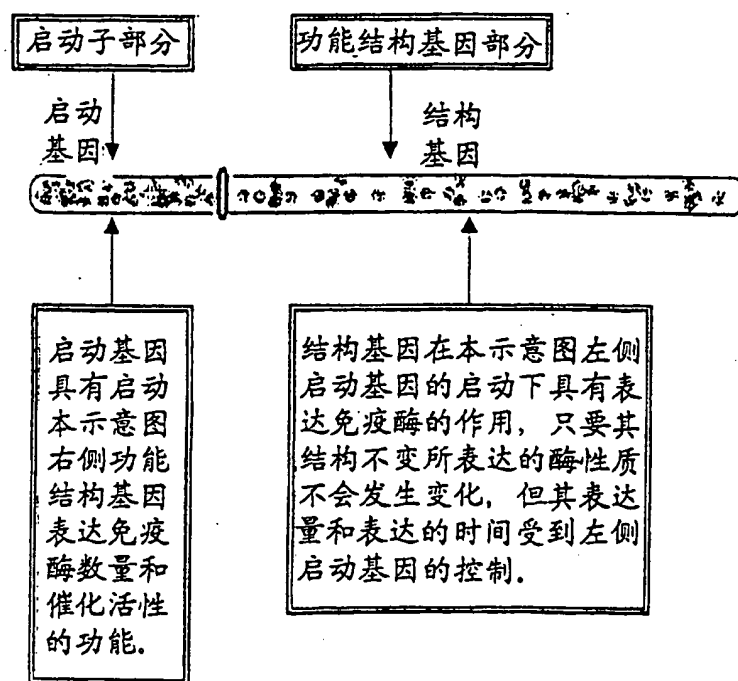 启动子部分
功能结构基因部分
启动
基因
结构
基因
启动基因
具有启动
本示意图
右侧功能
结构基因
表达免疫
酶数量和
催化活性
的功能。
结构基因在本示意图左侧
启动基因的启动下具有表
达免疫酶的作用，只要其
结构不变所表达的酶性质
不会发生变化，但其表达
量和表达的时间受到左侧
启动基因的控制。